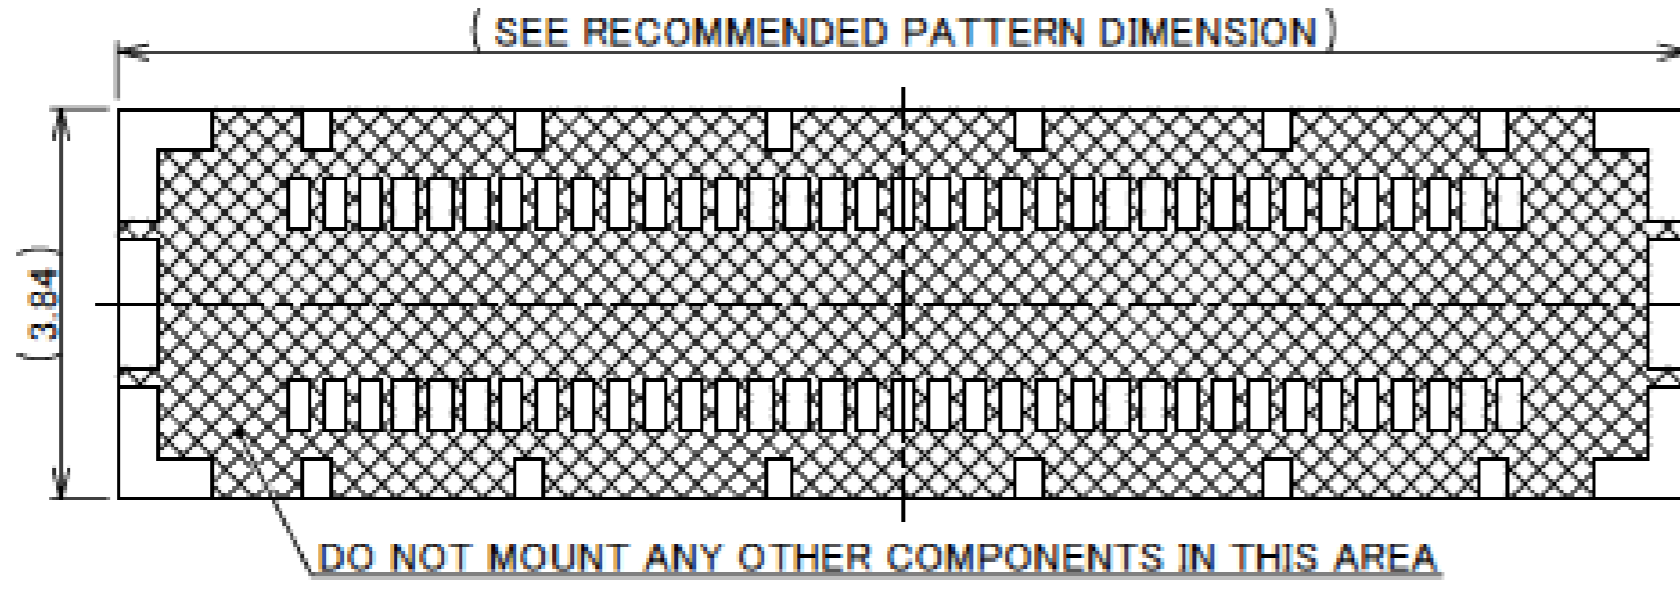 ( SEE RECOMMENDED PATTERN DIMENSION )
( 3.84 )
DO NOT MOUNT ANY OTHER COMPONENTS IN THIS AREA